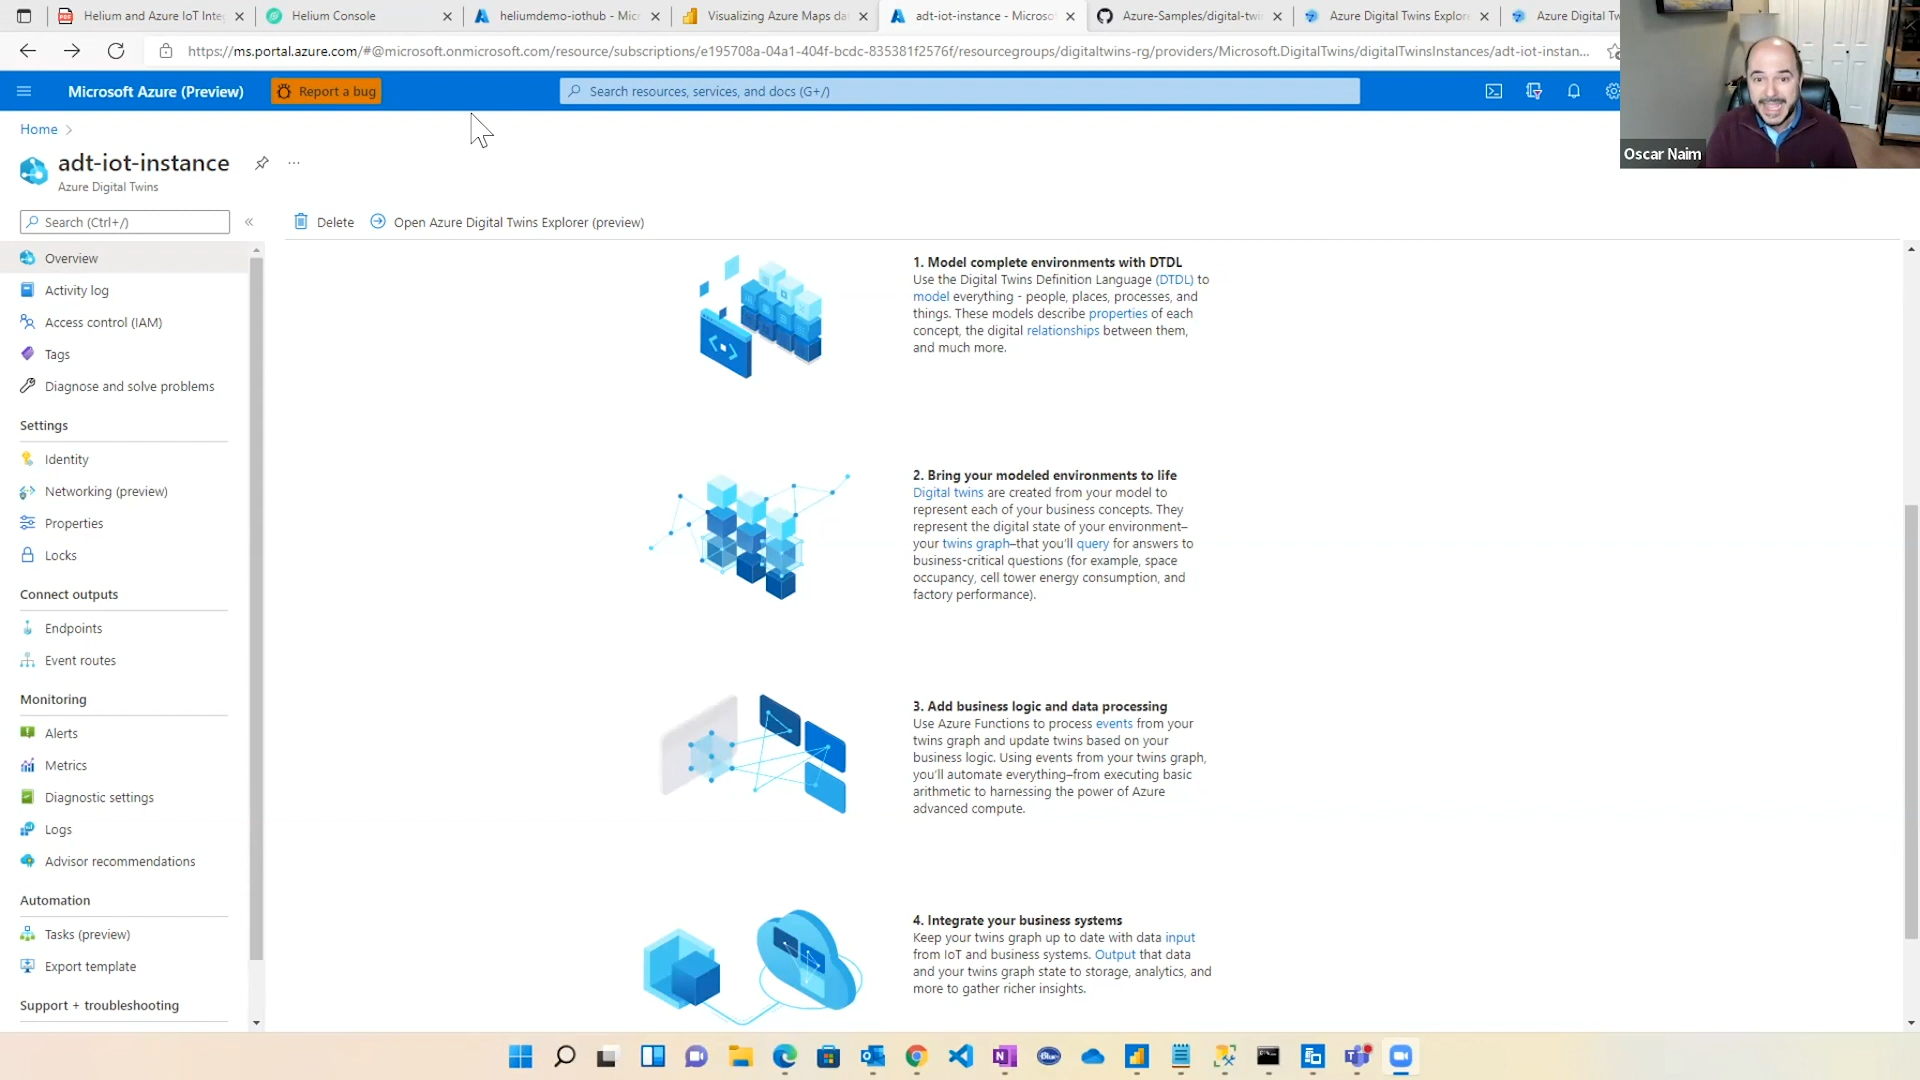 Helium and Azure IoT Inte
Helium Console
heliumdemo-iothub - Mic
Visualizing Azure Maps da
adt-iot-instance - Microso
Azure-Samples/digital-twi
Azure Digital Twins Explor
Azure Digital Tw
https://ms.portal.azure.com/#@microsoft.onmicrosoft.com/resource/subscriptions/e195708a-04a1-404f-bcdc-835381f2576f/resourcegroups/digitaltwins-rg/providers/Microsoft.DigitalTwins/digitalTwinsInstances/adt-iot-instan...
Microsoft Azure (Preview)
Report a bug
Search resources, services, and docs (G+/)
Oscar Naim
Home
adt-iot-instance
...
Azure Digital Twins
Search (Ctrl+/)
«
Delete
Open Azure Digital Twins Explorer (preview)
Overview
Activity log
Access control (IAM)
Tags
Diagnose and solve problems
Settings
Identity
Networking (preview)
Properties
Locks
Connect outputs
Endpoints
Event routes
Monitoring
Alerts
Metrics
Diagnostic settings
Logs
Advisor recommendations
Automation
Tasks (preview)
Export template
Support + troubleshooting
1. Model complete environments with DTDL
Use the Digital Twins Definition Language (DTDL) to
model everything - people, places, processes, and
things. These models describe properties of each
concept, the digital relationships between them,
and much more.
2. Bring your modeled environments to life
Digital twins are created from your model to
represent each of your business concepts. They
represent the digital state of your environment–
your twins graph–that you'll query for answers to
business-critical questions (for example, space
occupancy, cell tower energy consumption, and
factory performance).
3. Add business logic and data processing
Use Azure Functions to process events from your
twins graph and update twins based on your
business logic. Using events from your twins graph,
you'll automate everything–from executing basic
arithmetic to harnessing the power of Azure
advanced compute.
4. Integrate your business systems
Keep your twins graph up to date with data input
from IoT and business systems. Output that data
and your twins graph state to storage, analytics, and
more to gather richer insights.